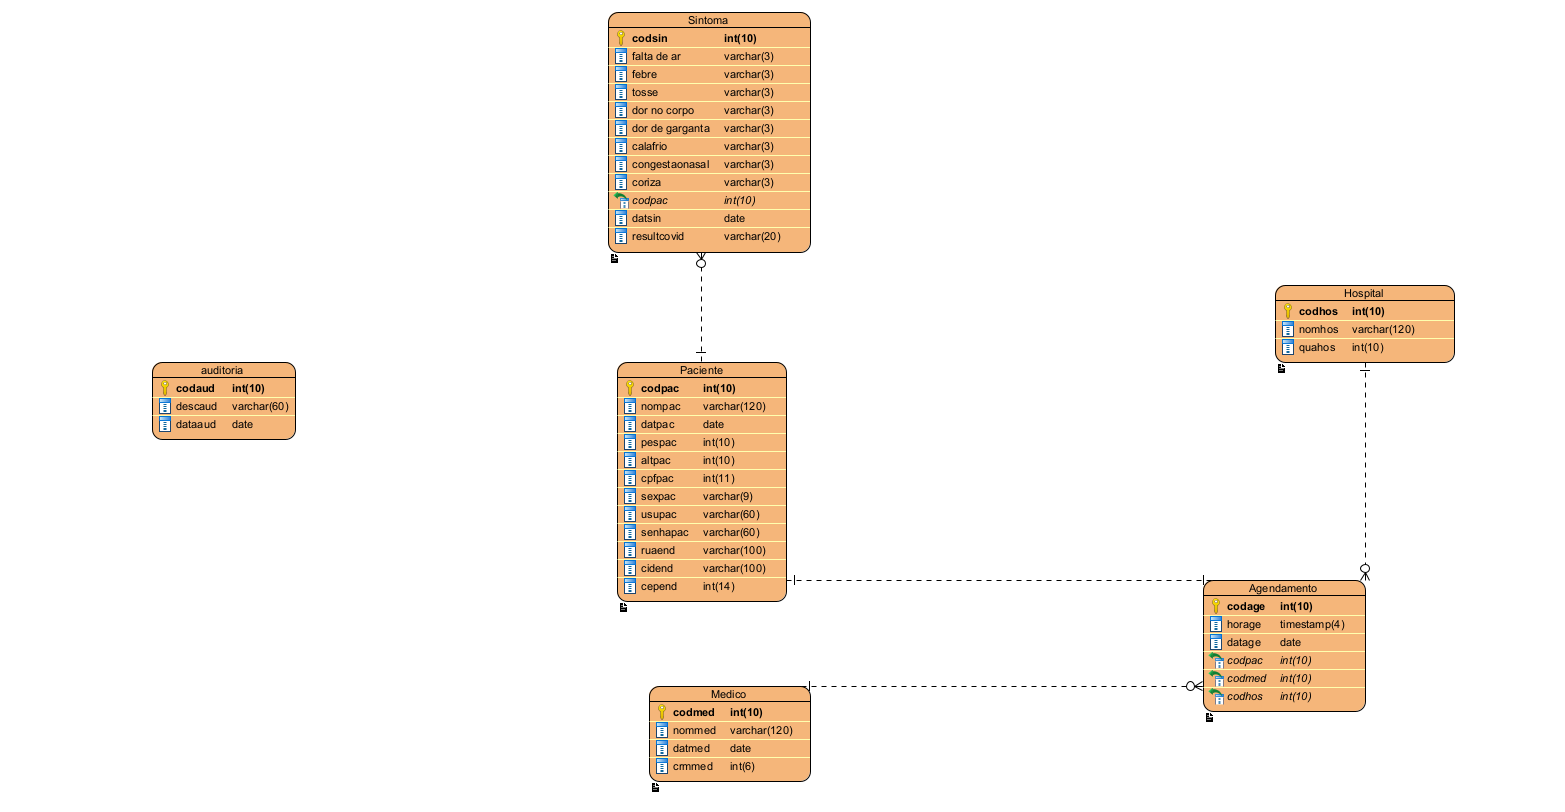 Sintoma
codsin int(10)
falta de ar varchar(3)
febre varchar(3)
tosse varchar(3)
dor no corpo varchar(3)
dor de garganta varchar(3)
calafrio varchar(3)
congestaonasal varchar(3)
coriza varchar(3)
codpac int(10)
datsin date
resultcovid varchar(20)
Hospital
codhos int(10)
nomhos varchar(120)
quahos int(10)
auditoria
codaud int(10)
descaud varchar(60)
dataaud date
Paciente
codpac int(10)
nompac varchar(120)
datpac date
pespac int(10)
altpac int(10)
cpfpac int(11)
sexpac varchar(9)
usupac varchar(60)
senhapac varchar(60)
ruaend varchar(100)
cidend varchar(100)
cepend int(14)
Agendamento
codage int(10)
horage timestamp(4)
datage date
codpac int(10)
codmed int(10)
codhos int(10)
Medico
codmed int(10)
nommed varchar(120)
datmed date
crmmed int(6)